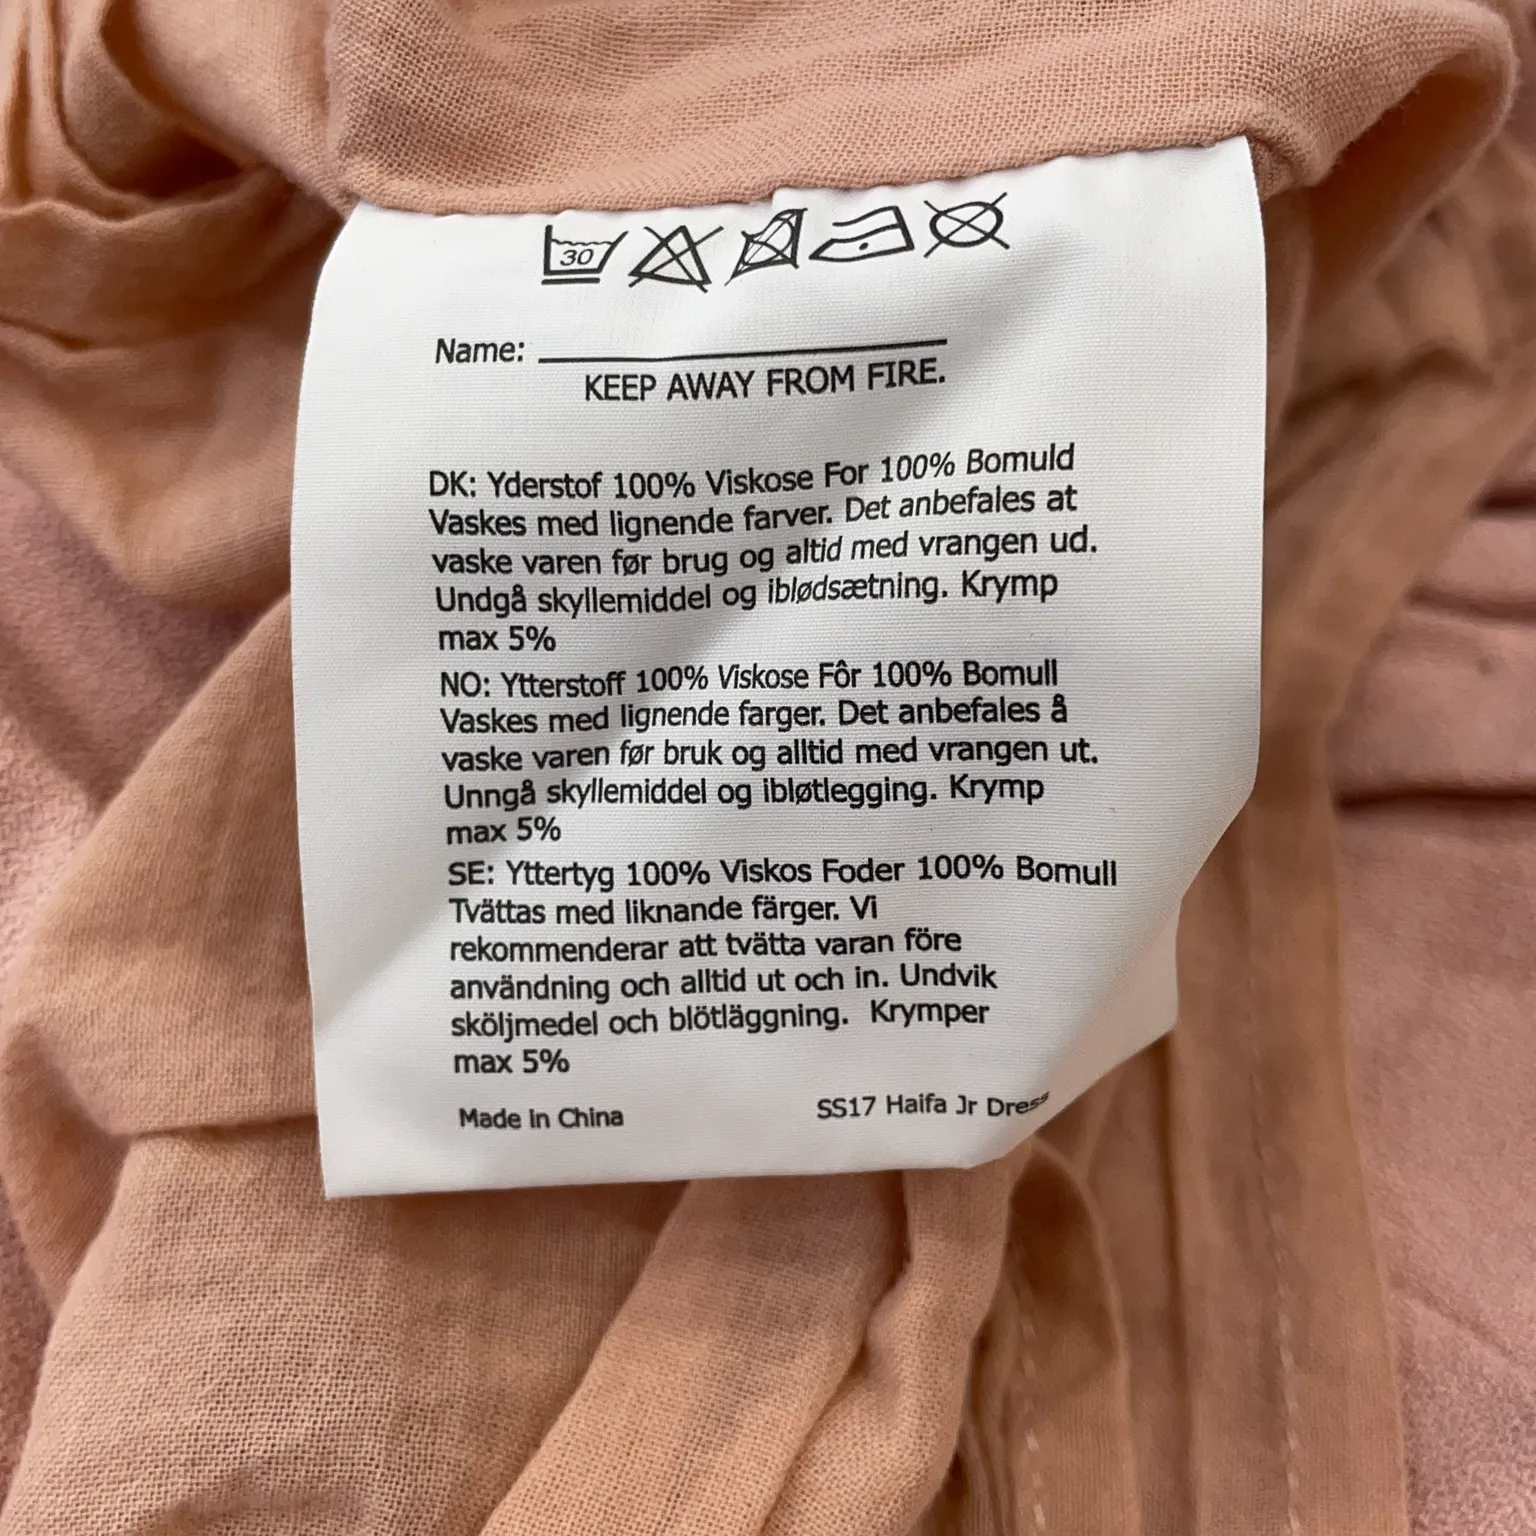 30
Name:
KEEP AWAY FROM FIRE.
DK: Yderstof 100% Viskose For 100% Bomuld
Vaskes med lignende farver. Det anbefales at
vaske varen før brug og altid med vrangen ud.
Undgå skyllemiddel og iblødsætning. Krymp
max 5%
NO: Ytterstoff 100% Viskose Fôr 100% Bomull
Vaskes med lignende farger. Det anbefales å
vaske varen før bruk og alltid med vrangen ut.
Unngå skyllemiddel og ibløtlegging. Krymp
max 5%
SE: Yttertyg 100% Viskos Foder 100% Bomull
Tvättas med liknande färger. Vi
rekommenderar att tvätta varan före
användning och alltid ut och in. Undvik
sköljmedel och blötläggning. Krymper
max 5%
Made In China SS17 Haifa Jr Dress